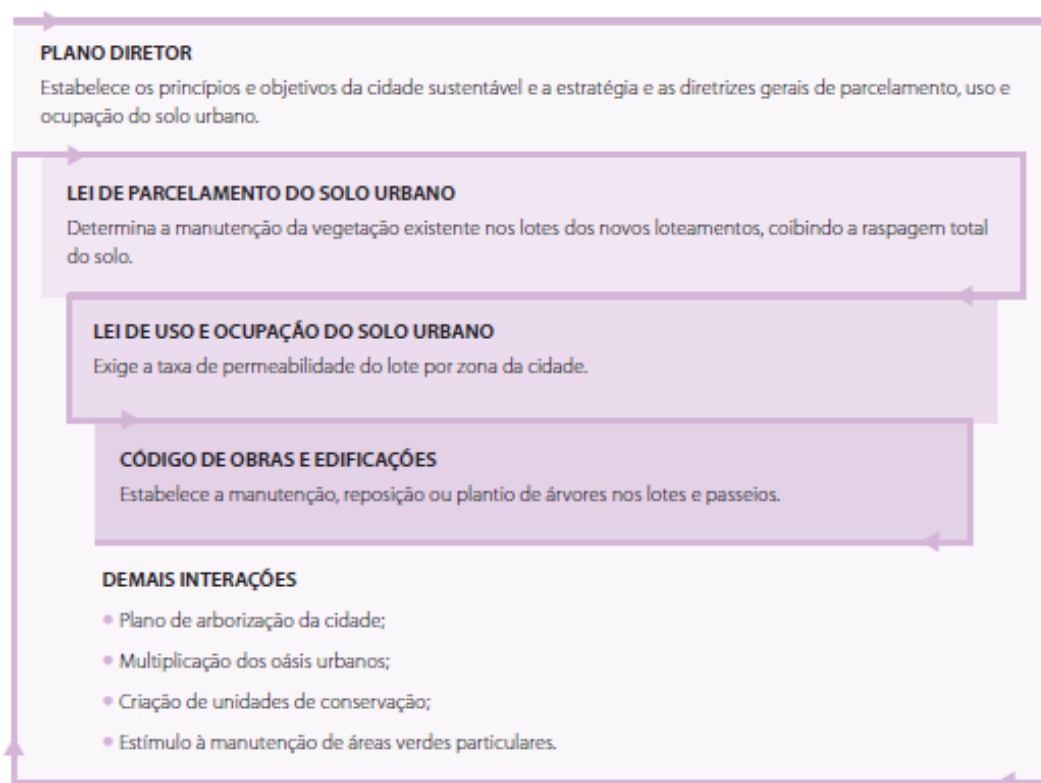 PLANO DIRETOR
Estabelece os princípios e objetivos da cidade sustentável e a estratégia e as diretrizes gerais de parcelamento, uso e
ocupação do solo urbano.
LEI DE PARCELAMENTO DO SOLO URBANO
Determina a manutenção da vegetação existente nos lotes dos novos loteamentos, coibindo a raspagem total
do solo.
LEI DE USO E OCUPAÇÃO DO SOLO URBANO
Exige a taxa de permeabilidade do lote por zona da cidade.
CÓDIGO DE OBRAS E EDIFICAÇÕES
Estabelece a manutenção, reposição ou plantio de árvores nos lotes e passeios.
DEMAIS INTERAÇÕES
• Plano de arborização da cidade;
• Multiplicação dos oásis urbanos;
• Criação de unidades de conservação;
• Estímulo à manutenção de áreas verdes particulares.